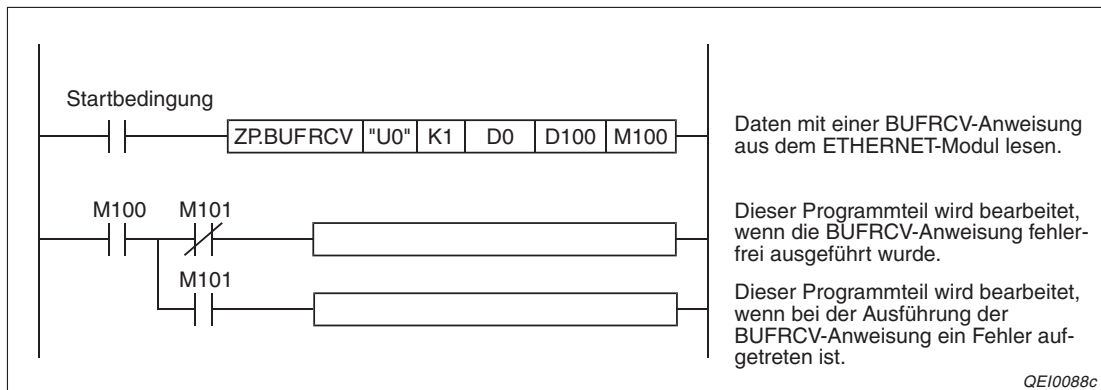 Startbedingung
ZP.BUFRCV "U0" K1 D0 D100 M100
Daten mit einer BUFRCV-Anweisung
aus dem ETHERNET-Modul lesen.
M100 M101
Dieser Programmteil wird bearbeitet,
wenn die BUFRCV-Anweisung fehler-
frei ausgeführt wurde.
M101
Dieser Programmteil wird bearbeitet,
wenn bei der Ausführung der
BUFRCV-Anweisung ein Fehler auf-
getreten ist.
QEI0088c